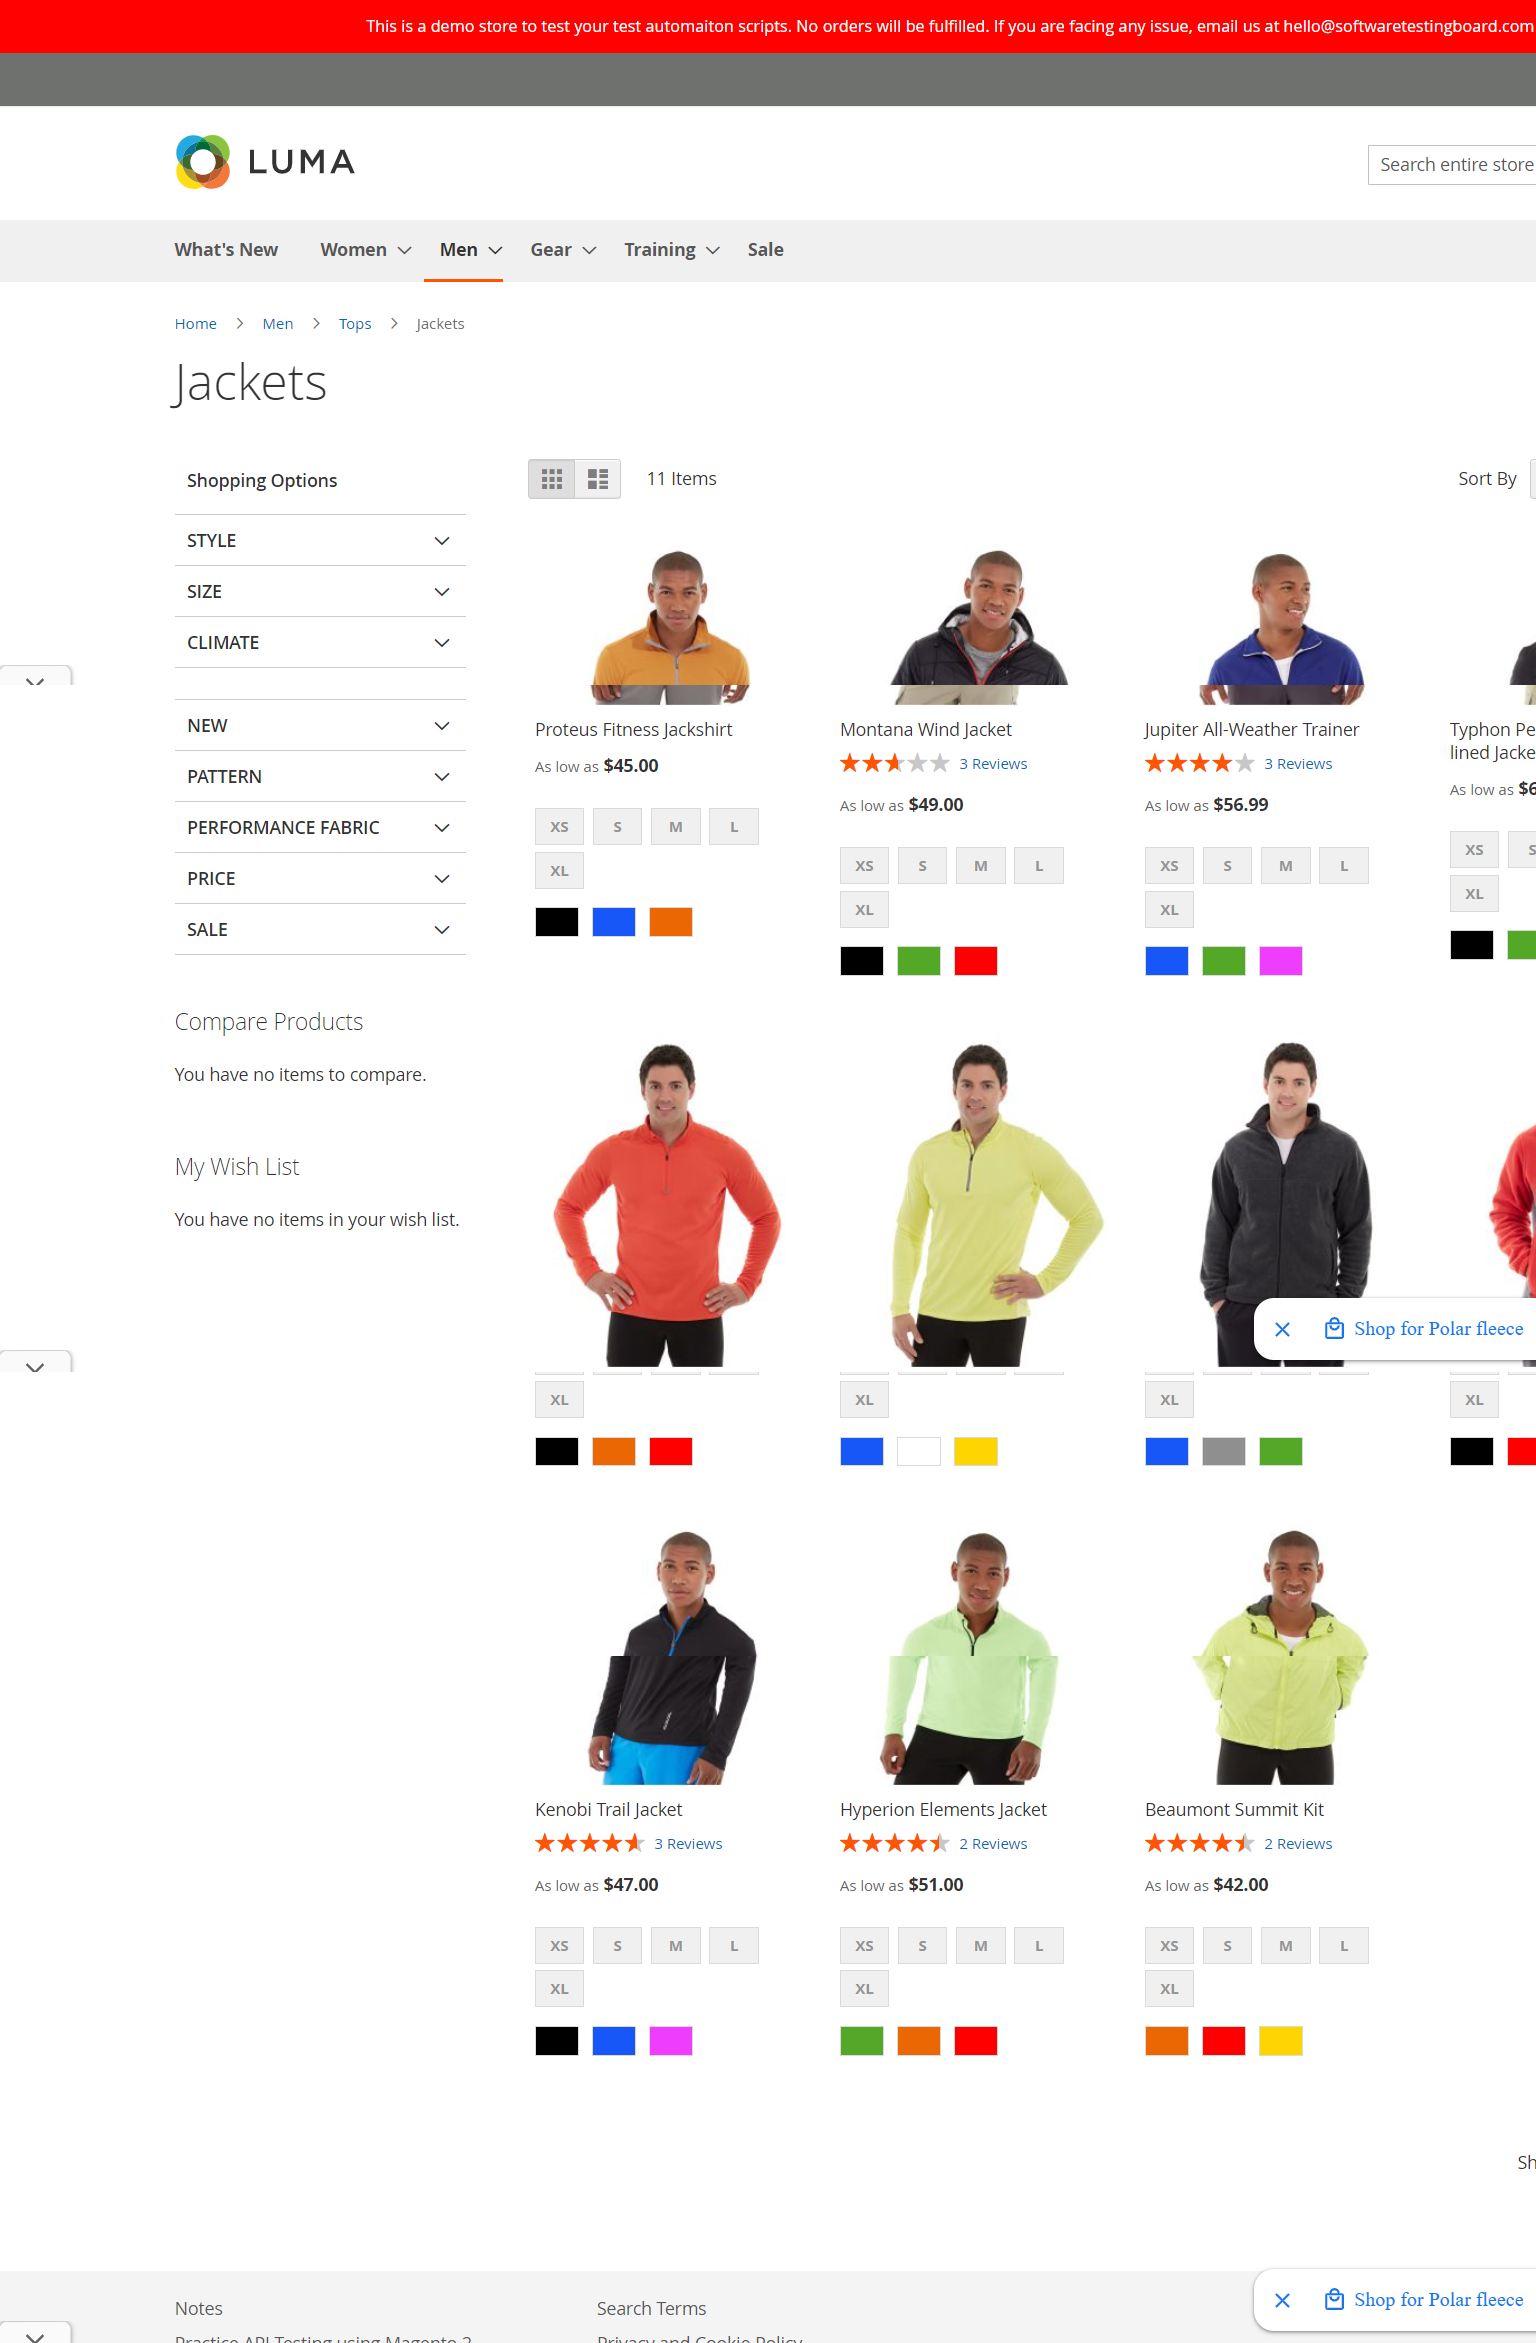 This is a demo store to test your test automaiton scripts. No orders will be fulfilled. If you are facing any issue, email us at hello@softwaretestingboard.com
LUMA
Search entire store
What's New Women Men Gear Training Sale
Home Men Tops Jackets
Jackets
Shopping Options
11 Items
Sort By
STYLE
SIZE
CLIMATE
NEW
PATTERN
PERFORMANCE FABRIC
PRICE
SALE
Compare Products
You have no items to compare.
My Wish List
You have no items in your wish list.
Proteus Fitness Jackshirt
As low as $45.00
XS S M L
XL
Montana Wind Jacket
3 Reviews
As low as $49.00
XS S M L
XL
Jupiter All-Weather Trainer
3 Reviews
As low as $56.99
XS S M L
XL
Typhon
lined
As low as
XS S
XL
Shop for Polar fleece
XL
XL
XL
XL
Kenobi Trail Jacket
3 Reviews
As low as $47.00
XS S M L
XL
Hyperion Elements Jacket
2 Reviews
As low as $51.00
XS S M L
XL
Beaumont Summit Kit
2 Reviews
As low as $42.00
XS S M L
XL
Notes
Search Terms
Shop for Polar fleece
Practice API Testing using Magento 2
Privacy and Cookie Policy